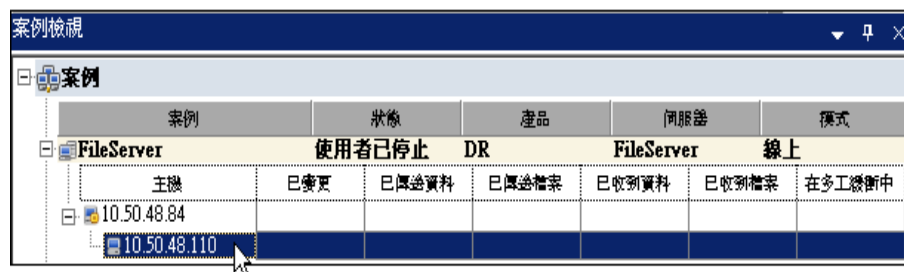 案例檢視
案例
案例 狀態 產品 伺服器 模式
FileServer 使用者已停止 DR FileServer 線上
主機 已變更 已傳送資料 已傳送檔案 已收到資料 已收到檔案 在多工緩衝中
10.50.48.84
10.50.48.110